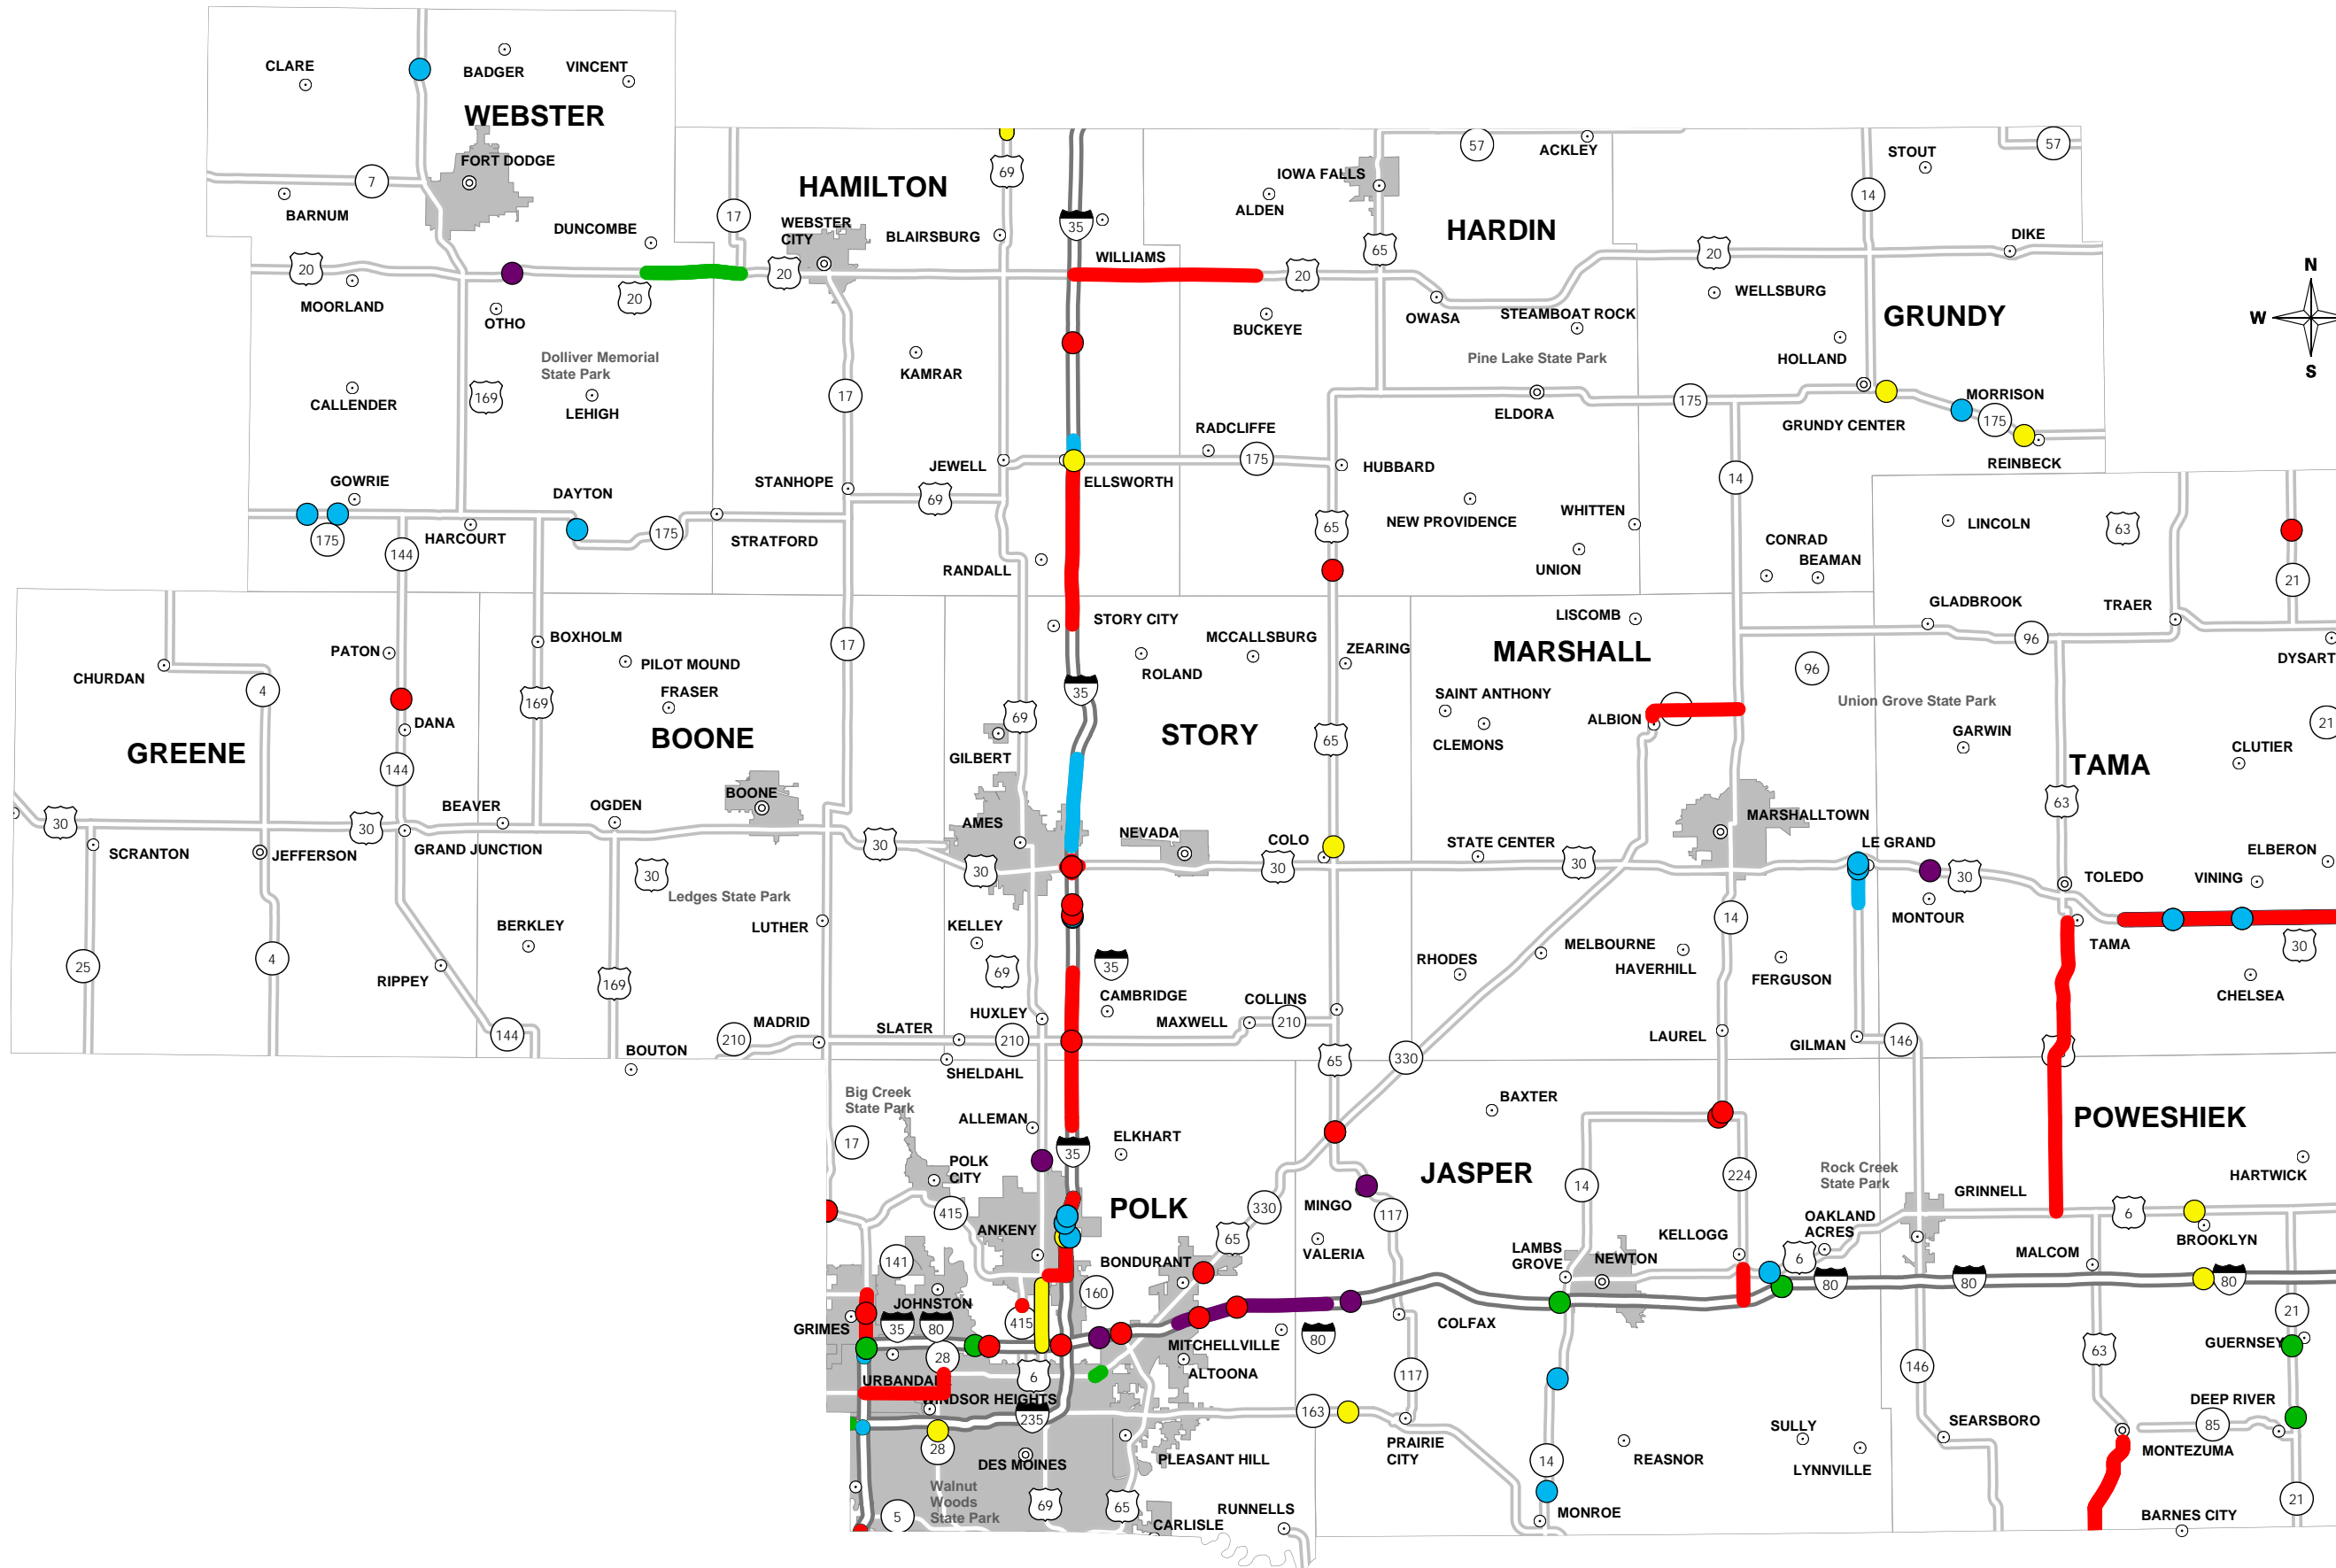 CLARE
BADGER
VINCENT
WEBSTER
FORT DODGE
7
BARNUM
DUNCOMBE
20
MOORLAND
OTHO
20
Dolliver Memorial
State Park
LEHIGH
CALLENDER
169
GOWRIE
175
HARCOURT
144
DAYTON
175
STRATFORD
HAMILTON
17
WEBSTER
CITY
20
BLAIRSBURG
69
35
WILLIAMS
KAMRAR
17
JEWELL
STANHOPE
69
ELLSWORTH
RANDALL
HARDIN
57
ACKLEY
IOWA FALLS
ALDEN
65
20
BUCKEYE
OWASA
STEAMBOAT ROCK
Pine Lake State Park
ELDORA
RADCLIFFE
175
HUBBARD
NEW PROVIDENCE
65
WHITTEN
UNION
GRUNDY
STOUT
57
14
DIKE
20
WELLSBURG
HOLLAND
175
GRUNDY CENTER
MORRISON
175
REINBECK
14
CONRAD
BEAMAN
N
W
S
GREENE
CHURDAN
4
PATON
DANA
144
30
SCRANTON
JEFFERSON
30
GRAND JUNCTION
25
4
RIPPEY
144
BOONE
BOXHOLM
PILOT MOUND
FRASER
169
17
BEAVER
OGDEN
BOONE
30
30
Ledges State Park
BERKLEY
LUTHER
169
MADRID
210
BOUTON
STORY
STORY CITY
ROLAND
MCCALLSBURG
ZEARING
35
69
GILBERT
65
AMES
30
NEVADA
COLO
30
KELLEY
69
35
CAMBRIDGE
HUXLEY
SLATER
210
MAXWELL
COLLINS
210
SHELDAHL
65
MARSHALL
LISCOMB
SAINT ANTHONY
CLEMONS
ALBION
96
MARSHALLTOWN
STATE CENTER
30
LE GRAND
14
RHODES
MELBOURNE
HAVERHILL
FERGUSON
LAUREL
GILMAN
146
330
TAMA
LINCOLN
63
21
GLADBROOK
TRAER
96
DYSART
Union Grove State Park
GARWIN
21
CLUTIER
63
ELBERON
VINING
TOLEDO
30
MONTOUR
TAMA
30
CHELSEA
POLK
Big Creek
State Park
17
ALLEMAN
ELKHART
35
POLK
CITY
415
ANKENY
330
65
BONDURANT
141
JOHNSTON
160
GRIMES
35
80
415
28
6
MITCHELLVILLE
ALTOONA
80
WINDSOR HEIGHTS
235
28
DES MOINES
PLEASANT HILL
Walnut
Woods
State Park
5
69
65
RUNNELLS
CARLISLE
JASPER
BAXTER
MINGO
117
VALERIA
14
224
KELLOGG
LAMBS
GROVE
NEWTON
COLFAX
117
163
PRAIRIE
CITY
14
MONROE
REASNOR
SULLY
LYNNVILLE
Rock Creek
State Park
OAKLAND
ACRES
6
80
POWESHIEK
HARTWICK
GRINNELL
6
BROOKLYN
MALCOM
80
80
21
GUERNSEY
63
146
DEEP RIVER
85
SEARSBORO
MONTEZUMA
21
BARNES CITY